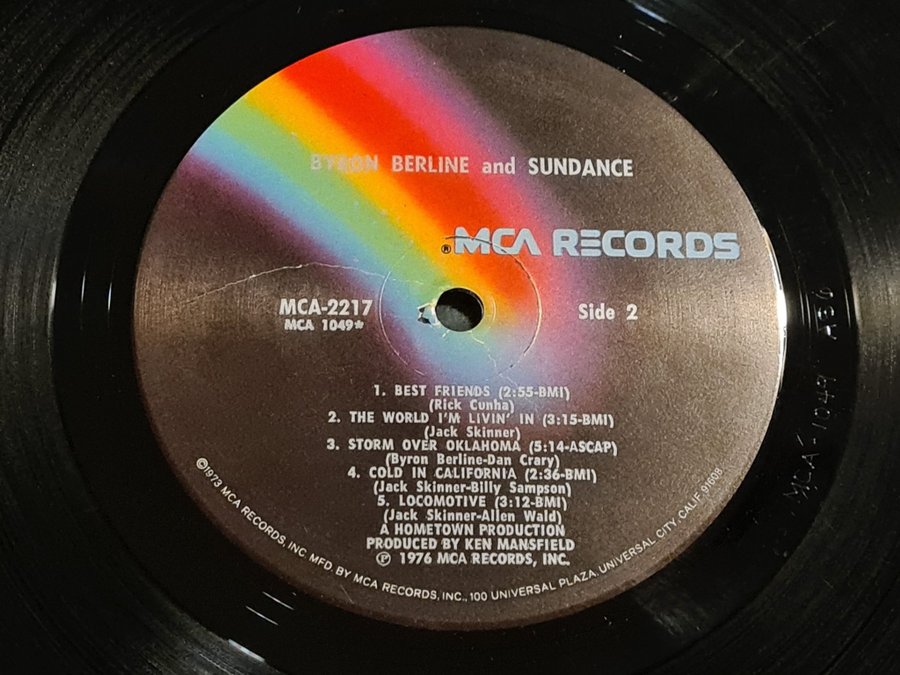 BYRON BERLINE and SUNDANCE
®MCA RECORDS
MCA-2217
MCA 1049*
Side 2
1. BEST FRIENDS (2:55-BMI)
(Rick Cunha)
2. THE WORLD I'M LIVIN' IN (3:15-BMI)
(Jack Skinner)
3. STORM OVER OKLAHOMA (5:14-ASCAP)
(Byron Berline-Dan Crary)
4. COLD IN CALIFORNIA (2:36-BMI)
(Jack Skinner-Billy Sampson)
5. LOCOMOTIVE (3:12-BMI)
(Jack Skinner-Allen Wald)
A HOMETOWN PRODUCTION
PRODUCED BY KEN MANSFIELD
℗ 1976 MCA RECORDS, INC.
©1973 MCA RECORDS, INC. MFD. BY MCA RECORDS, INC., 100 UNIVERSAL PLAZA, UNIVERSAL CITY, CALIF. 91608
MCA-1049